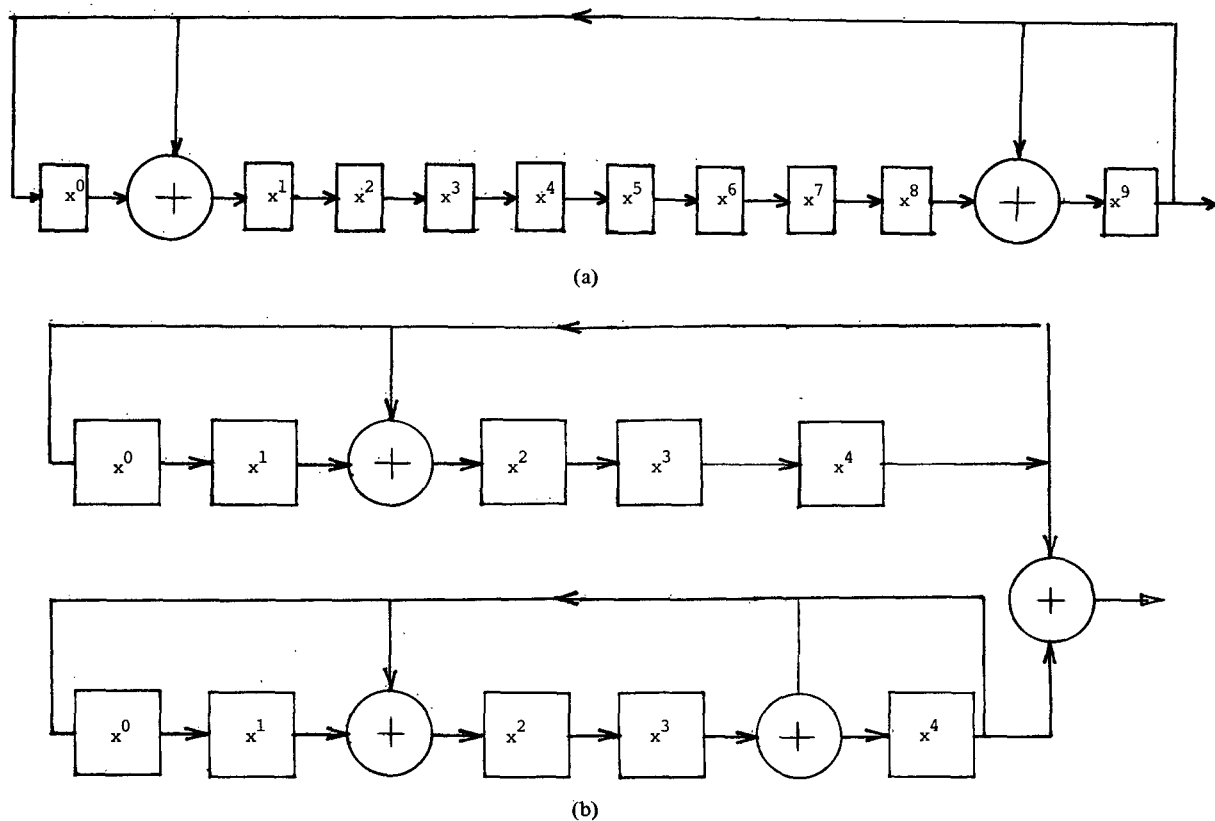 x⁰ + x¹ x² x³ x⁴ x⁵ x⁶ x⁷ x⁸ + x⁹
(a)
x⁰ x¹ + x² x³ x⁴
+
x⁰ x¹ + x² x³ + x⁴
(b)